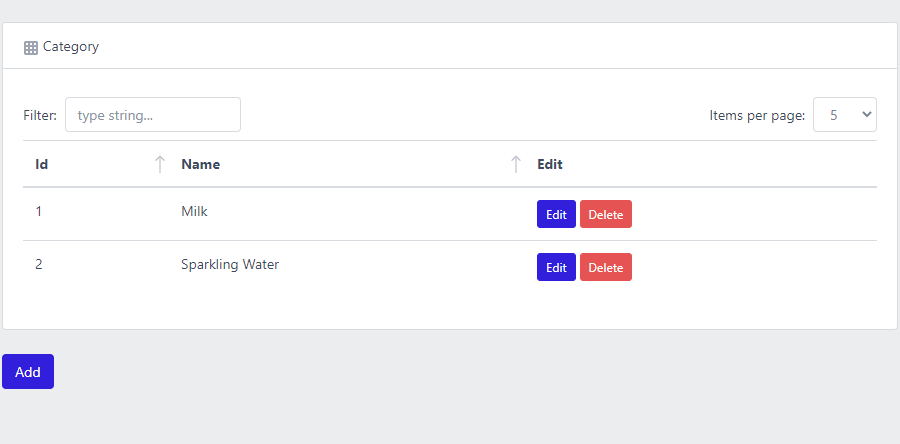 Category
Filter: type string... Items per page: 5
Id Name Edit
1 Milk Edit Delete
2 Sparkling Water Edit Delete
Add